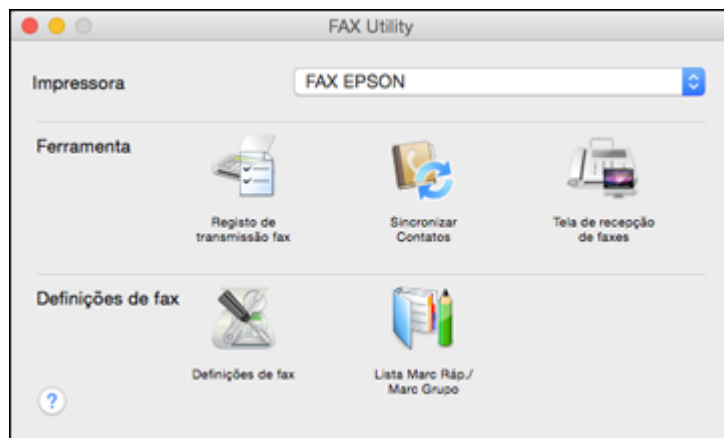 FAX Utility
Impressora
FAX EPSON
Ferramenta
Registo de
transmissão fax
Sincronizar
Contatos
Tela de recepção
de faxes
Definições de fax
Definições de fax
Lista Marc Ráp./
Marc Grupo
?